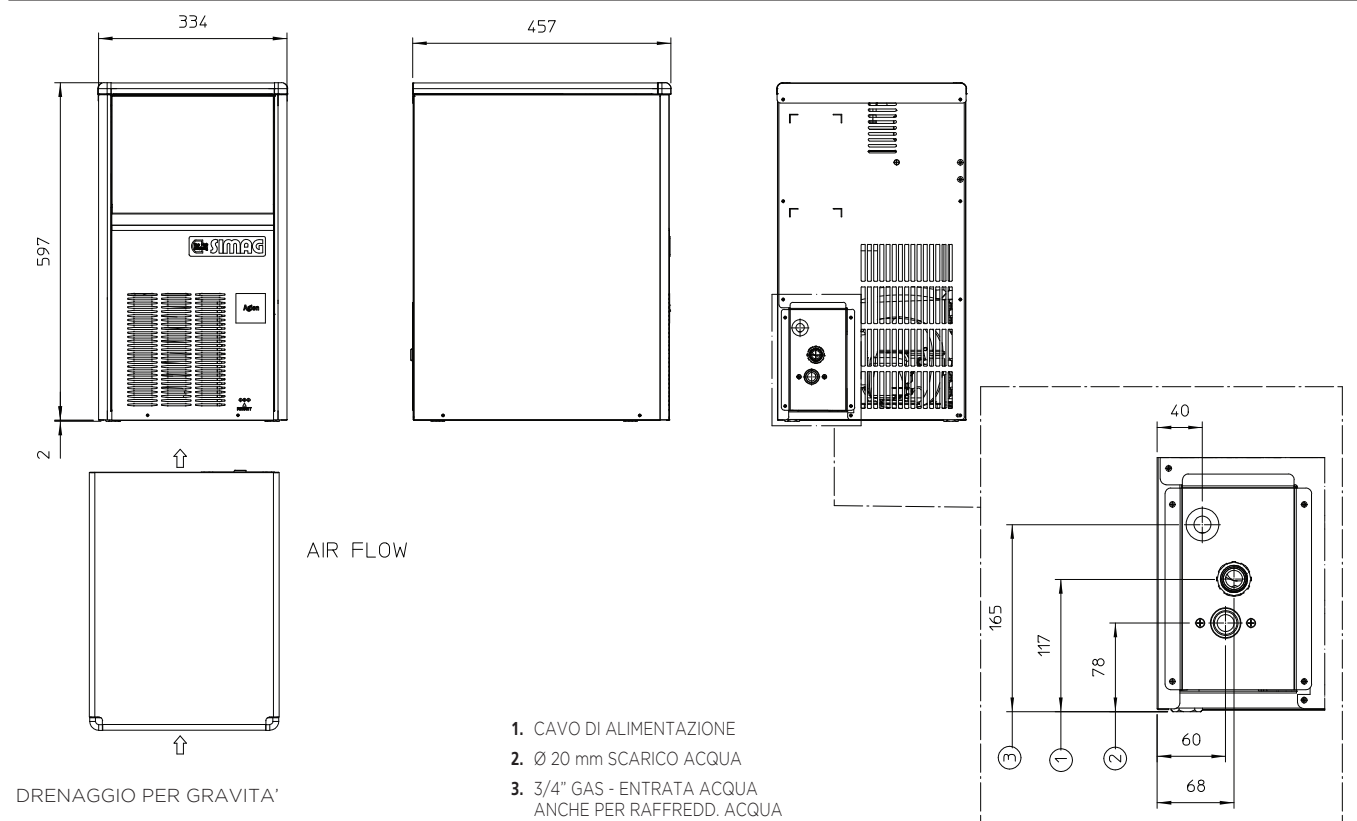 334
457
597
2
SIMAG
Agion
AIR FLOW
DRENAGGIO PER GRAVITA'
1. CAVO DI ALIMENTAZIONE
2. Ø 20 mm SCARICO ACQUA
3. 3/4" GAS - ENTRATA ACQUA
ANCHE PER RAFFREDD. ACQUA
40
165
117
78
3
1
2
60
68